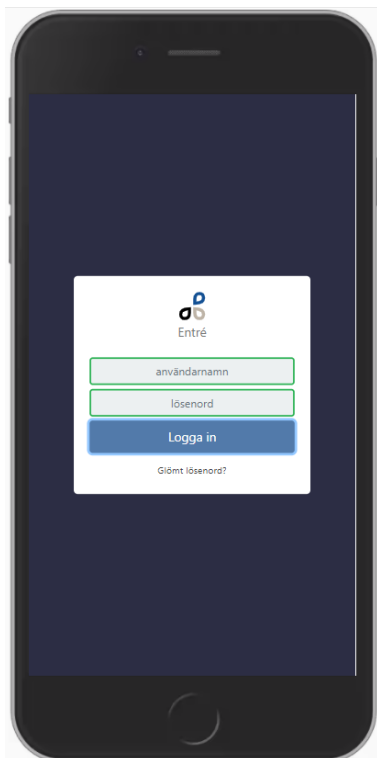 Entré
användarnamn
lösenord
Logga in
Glömt lösenord?